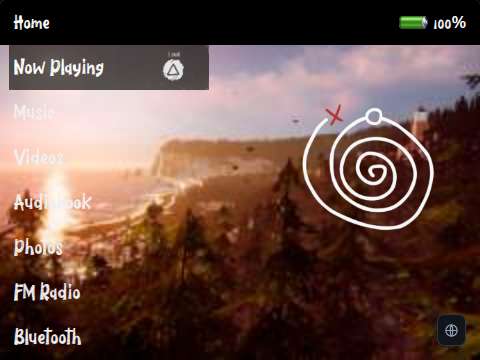 Home
100%
Now Playing
Music
Videos
Audiobook
Photos
FM Radio
Bluetooth